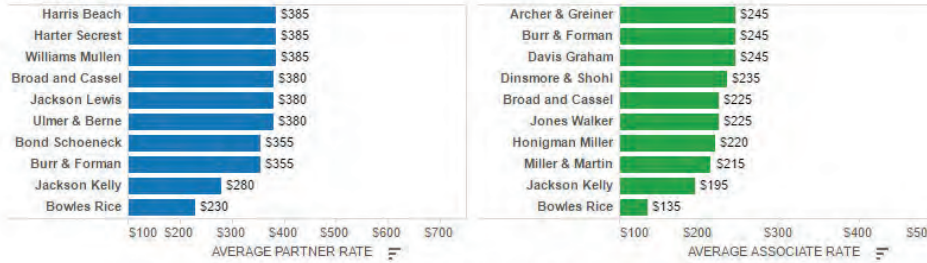 Harris Beach $385
Harter Secrest $385
Williams Mullen $385
Broad and Cassel $380
Jackson Lewis $380
Ulmer & Berne $380
Bond Schoeneck $355
Burr & Forman $355
Jackson Kelly $280
Bowles Rice $230
$100 $200 $300 $400 $500 $600 $700
AVERAGE PARTNER RATE
Archer & Greiner $245
Burr & Forman $245
Davis Graham $245
Dinsmore & Shohl $235
Broad and Cassel $225
Jones Walker $225
Honigman Miller $220
Miller & Martin $215
Jackson Kelly $195
Bowles Rice $135
$100 $200 $300 $400 $50
AVERAGE ASSOCIATE RATE